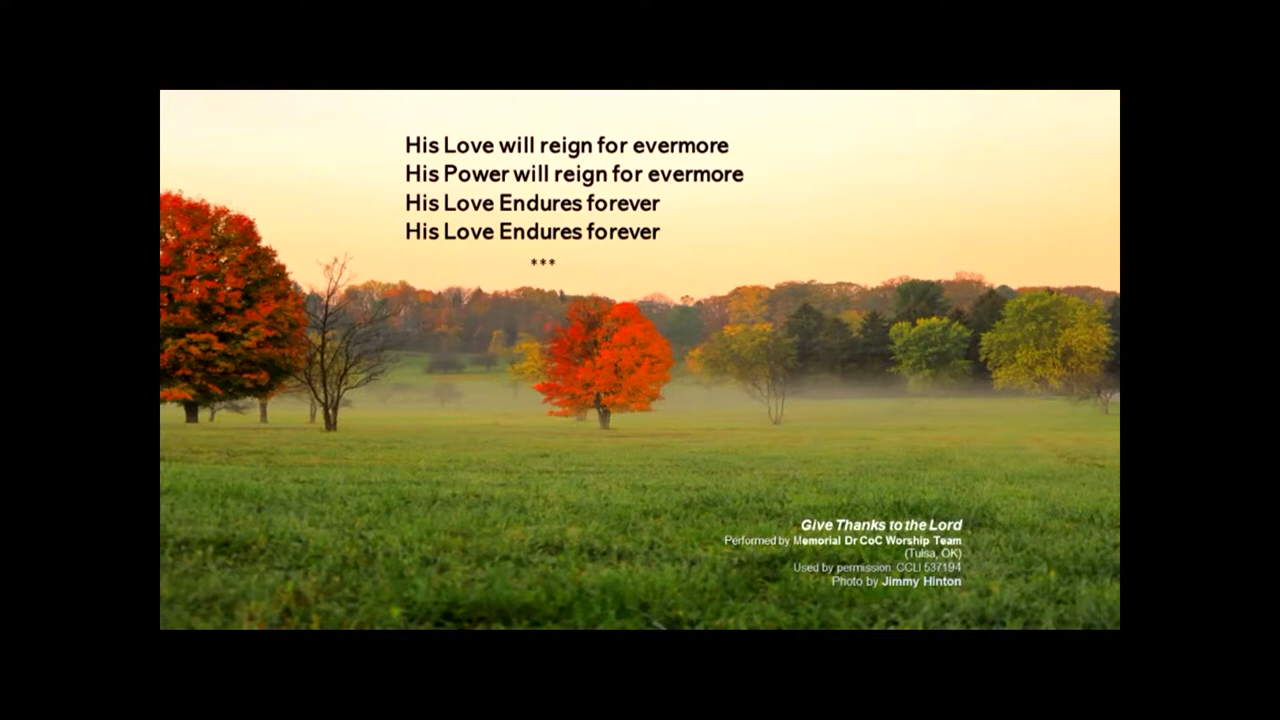 His Love will reign for evermore
His Power will reign for evermore
His Love Endures forever
His Love Endures forever
***
Give Thanks to the Lord
Performed by Memorial Dr CoC Worship Team
(Tulsa, OK)
Used by permission CCLI 537194
Photo by Jimmy Hinton